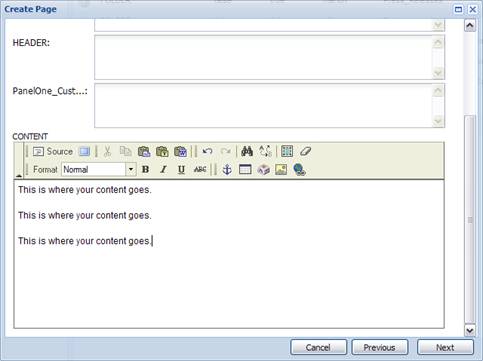 Create Page
HEADER:
PanelOne_Cust...:
CONTENT
Source
Format Normal B I U ABC
This is where your content goes.
This is where your content goes.
This is where your content goes.
Cancel Previous Next